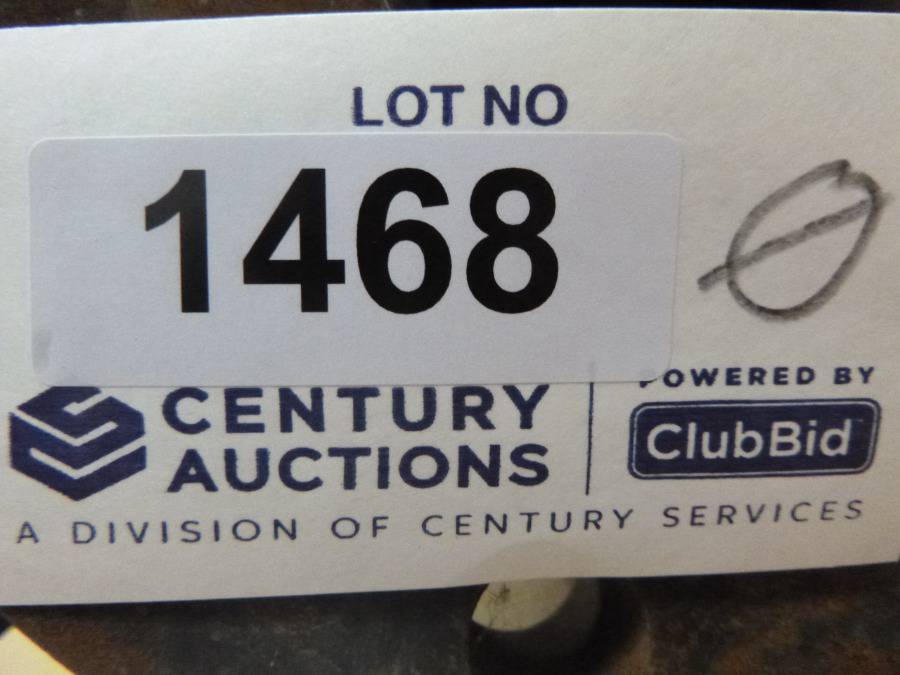 LOT NO
1468
CENTURY
AUCTIONS
POWERED BY
ClubBid
A DIVISION OF CENTURY SERVICES